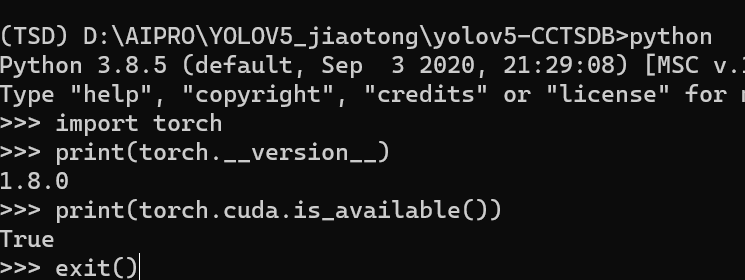 (TSD) D:\AIPRO\YOLOV5_jiaotong\yolov5-CCTSDB>python
Python 3.8.5 (default, Sep  3 2020, 21:29:08) [MSC v.1
Type "help", "copyright", "credits" or "license" for
>>> import torch
>>> print(torch.__version__)
1.8.0
>>> print(torch.cuda.is_available())
True
>>> exit()